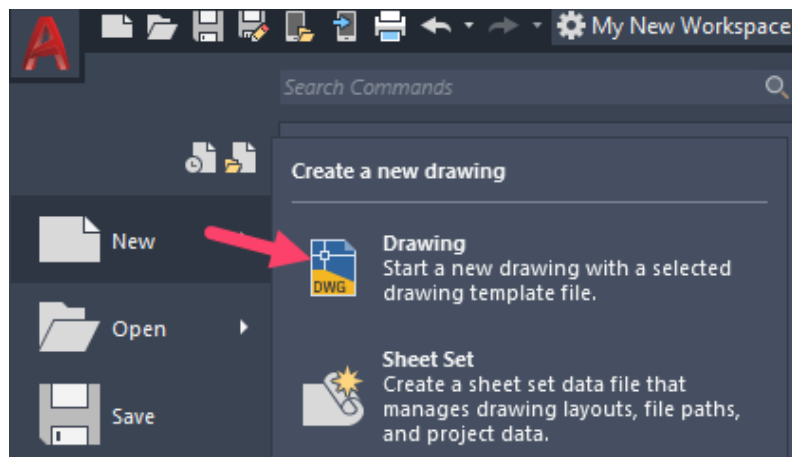 My New Workspace
Search Commands
Create a new drawing
New
Drawing
Start a new drawing with a selected
drawing template file.
DWG
Open
Sheet Set
Create a sheet set data file that
manages drawing layouts, file paths,
and project data.
Save